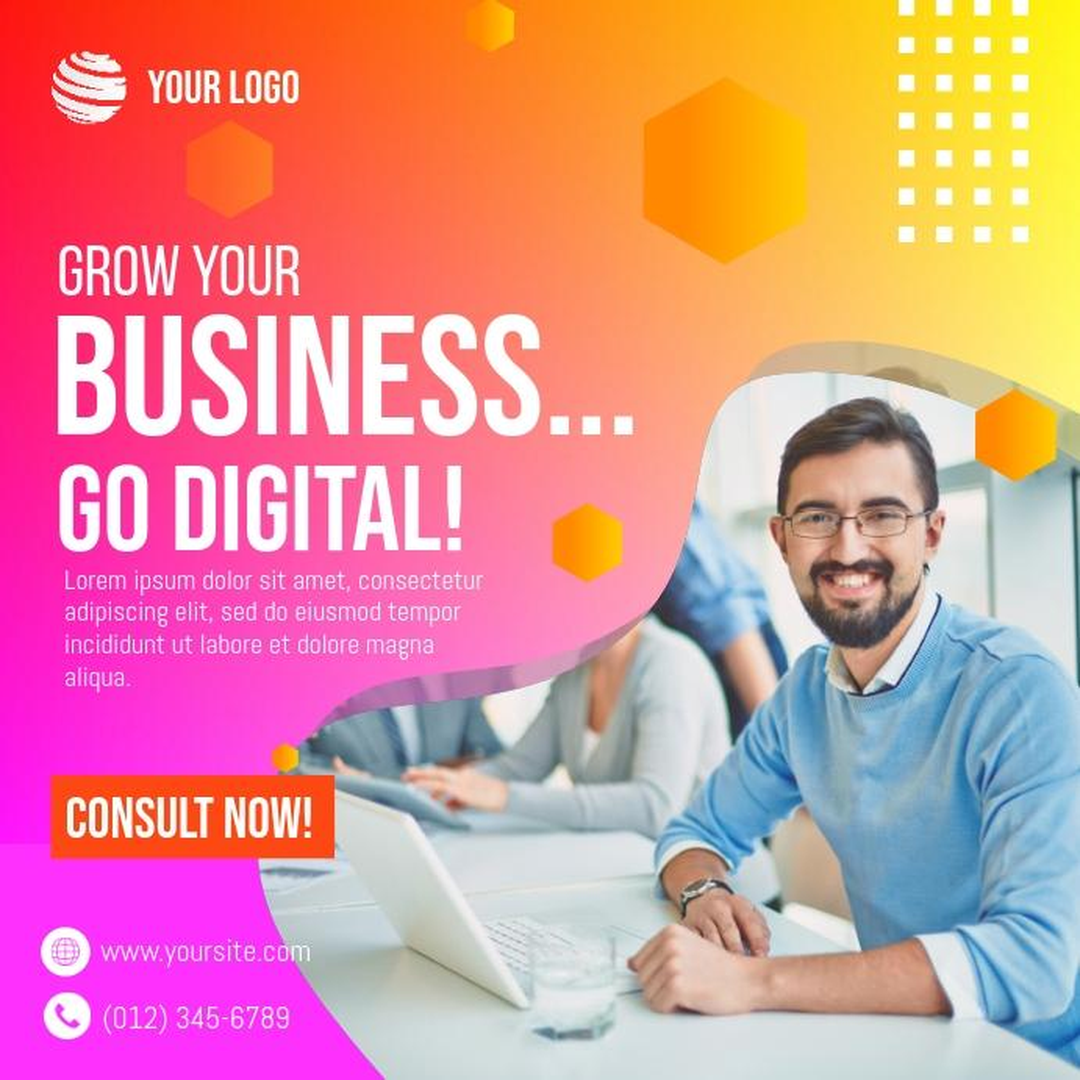 YOUR LOGO
GROW YOUR
BUSINESS...
GO DIGITAL!
Lorem ipsum dolor sit amet, consectetur
adipiscing elit, sed do eiusmod tempor
incididunt ut labore et dolore magna
aliqua.
CONSULT NOW!
www.yoursite.com
(012) 345-6789